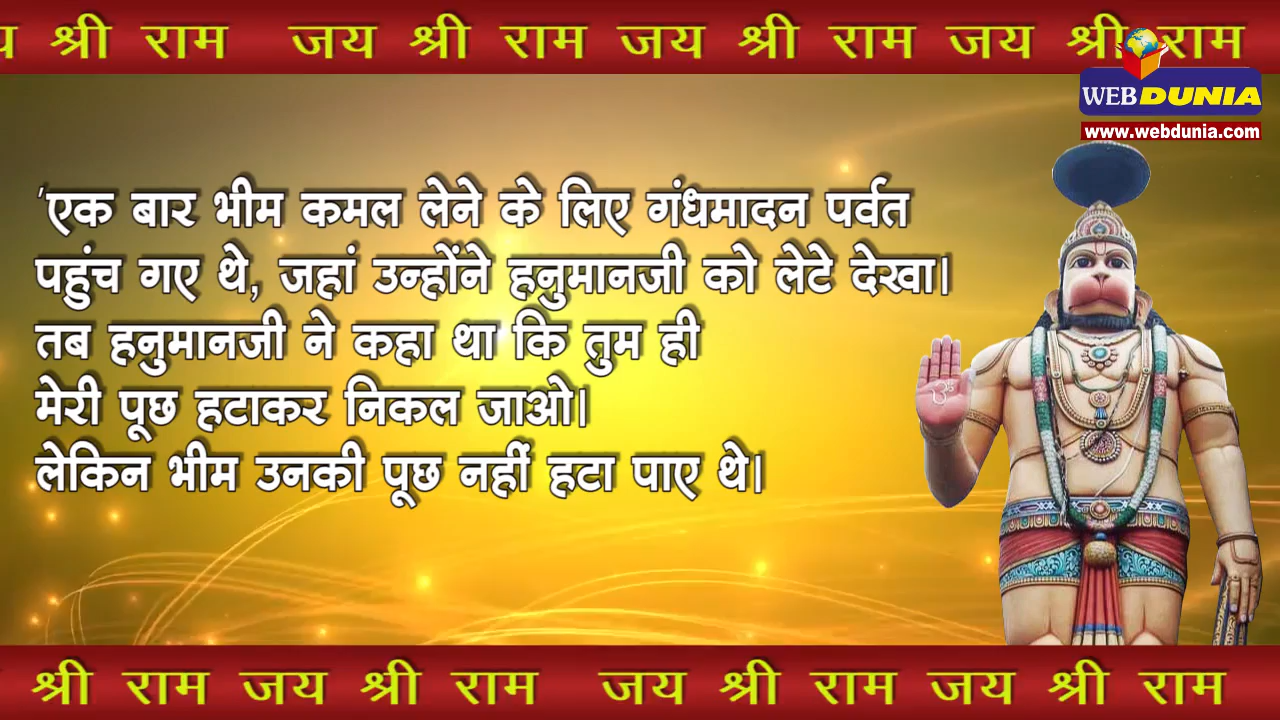 श्री राम जय श्री राम जय श्री राम जय श्री राम
WEBDUNIA
www.webdunia.com
'एक बार भीम कमल लेने के लिए गंधमादन पर्वत
पहुंच गए थे, जहां उन्होंने हनुमानजी को लेटे देखा।
तब हनुमानजी ने कहा था कि तुम ही
मेरी पूछ हटाकर निकल जाओ।
लेकिन भीम उनकी पूछ नहीं हटा पाए थे।
श्री राम जय श्री राम जय श्री राम जय श्री राम